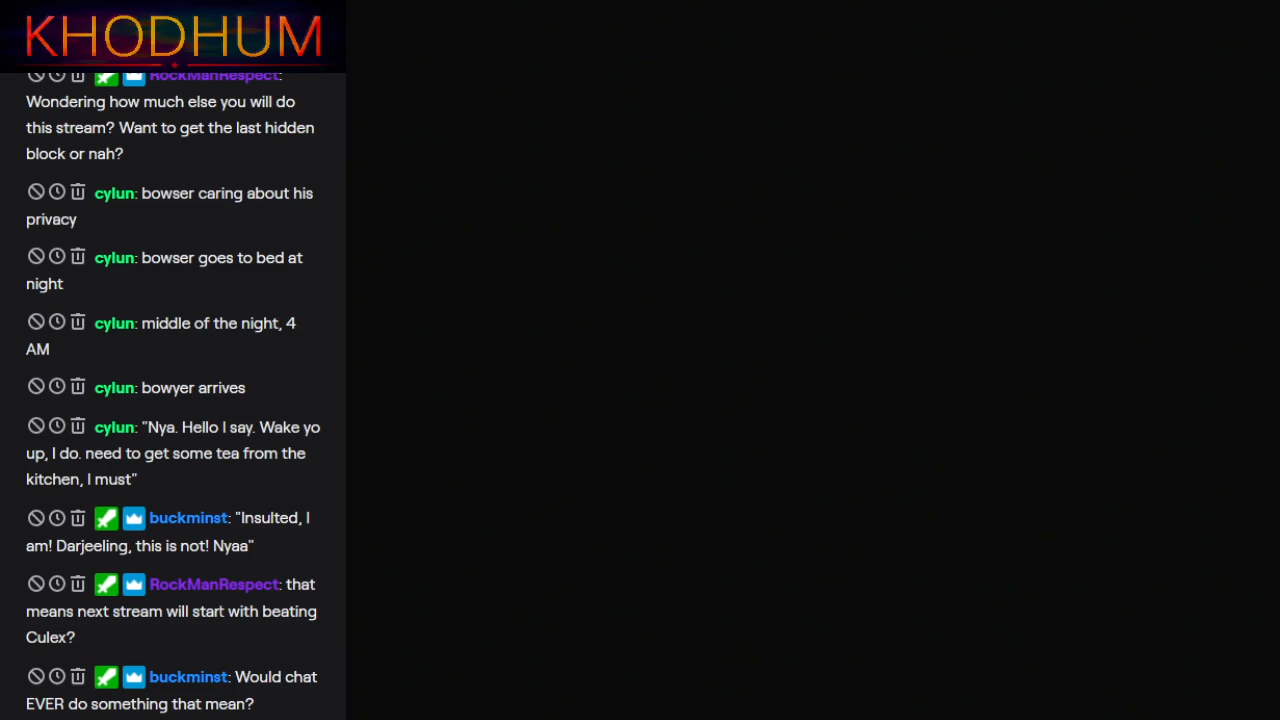 KHODHUM
RockManRespect:
Wondering how much else you will do
this stream? Want to get the last hidden
block or nah?
cylun: bowser caring about his
privacy
cylun: bowser goes to bed at
night
cylun: middle of the night, 4
AM
cylun: bowyer arrives
cylun: "Nya. Hello I say. Wake yo
up, I do. need to get some tea from the
kitchen, I must"
buckminst: "Insulted, I
am! Darjeeling, this is not! Nyaa"
RockManRespect: that
means next stream will start with beating
Culex?
buckminst: Would chat
EVER do something that mean?